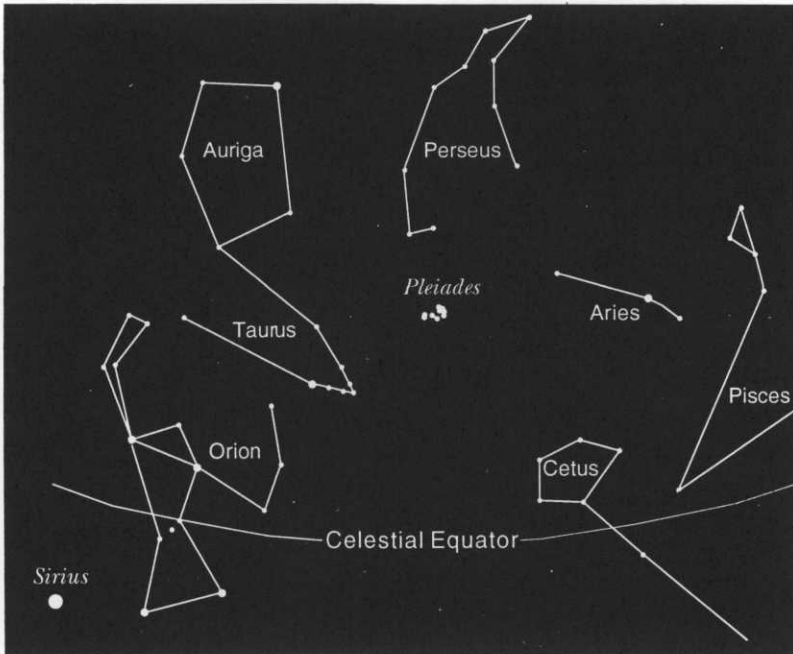 Auriga
Perseus
Pleiades
Taurus
Aries
Pisces
Orion
Cetus
Celestial Equator
Sirius